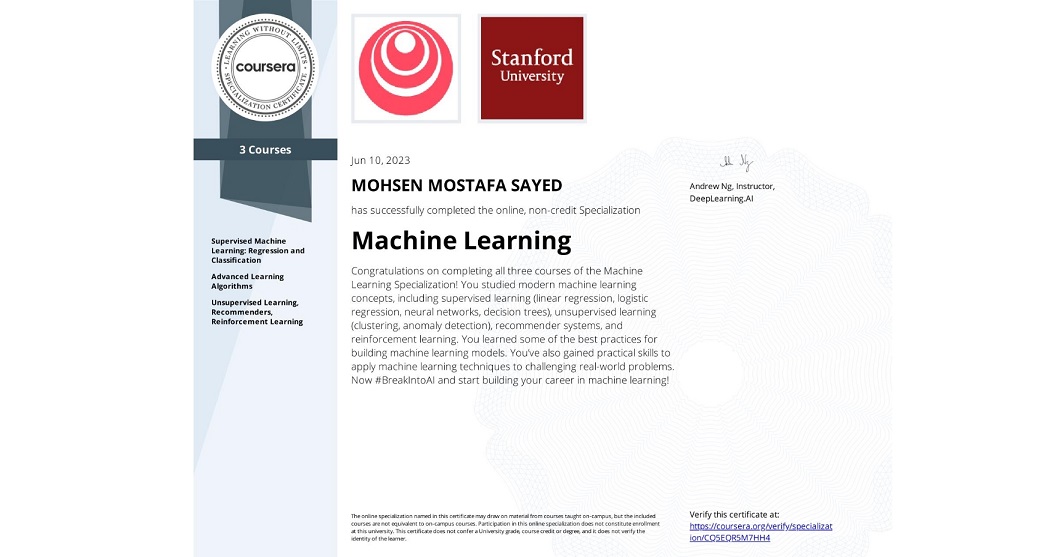 LEARNING WITHOUT LIMITS
coursera
SPECIALIZATION CERTIFICATE
3 Courses
Supervised Machine
Learning: Regression and
Classification
Advanced Learning
Algorithms
Unsupervised Learning,
Recommenders,
Reinforcement Learning
Stanford
University
Jun 10, 2023
MOHSEN MOSTAFA SAYED
has successfully completed the online, non-credit Specialization
Machine Learning
Congratulations on completing all three courses of the Machine
Learning Specialization! You studied modern machine learning
concepts, including supervised learning (linear regression, logistic
regression, neural networks, decision trees), unsupervised learning
(clustering, anomaly detection), recommender systems, and
reinforcement learning. You learned some of the best practices for
building machine learning models. You've also gained practical skills to
apply machine learning techniques to challenging real-world problems.
Now #BreakIntoAI and start building your career in machine learning!
Andrew Ng, Instructor,
DeepLearning.AI
The online specialization named in this certificate may draw on material from courses taught on-campus, but the included
courses are not equivalent to on-campus courses. Participation in this online specialization does not constitute enrollment
at this university. This certificate does not confer a University grade, course credit or degree, and it does not verify the
identity of the learner.
Verify this certificate at:
https://coursera.org/verify/specializat
ion/CQ5EQR5M7HH4